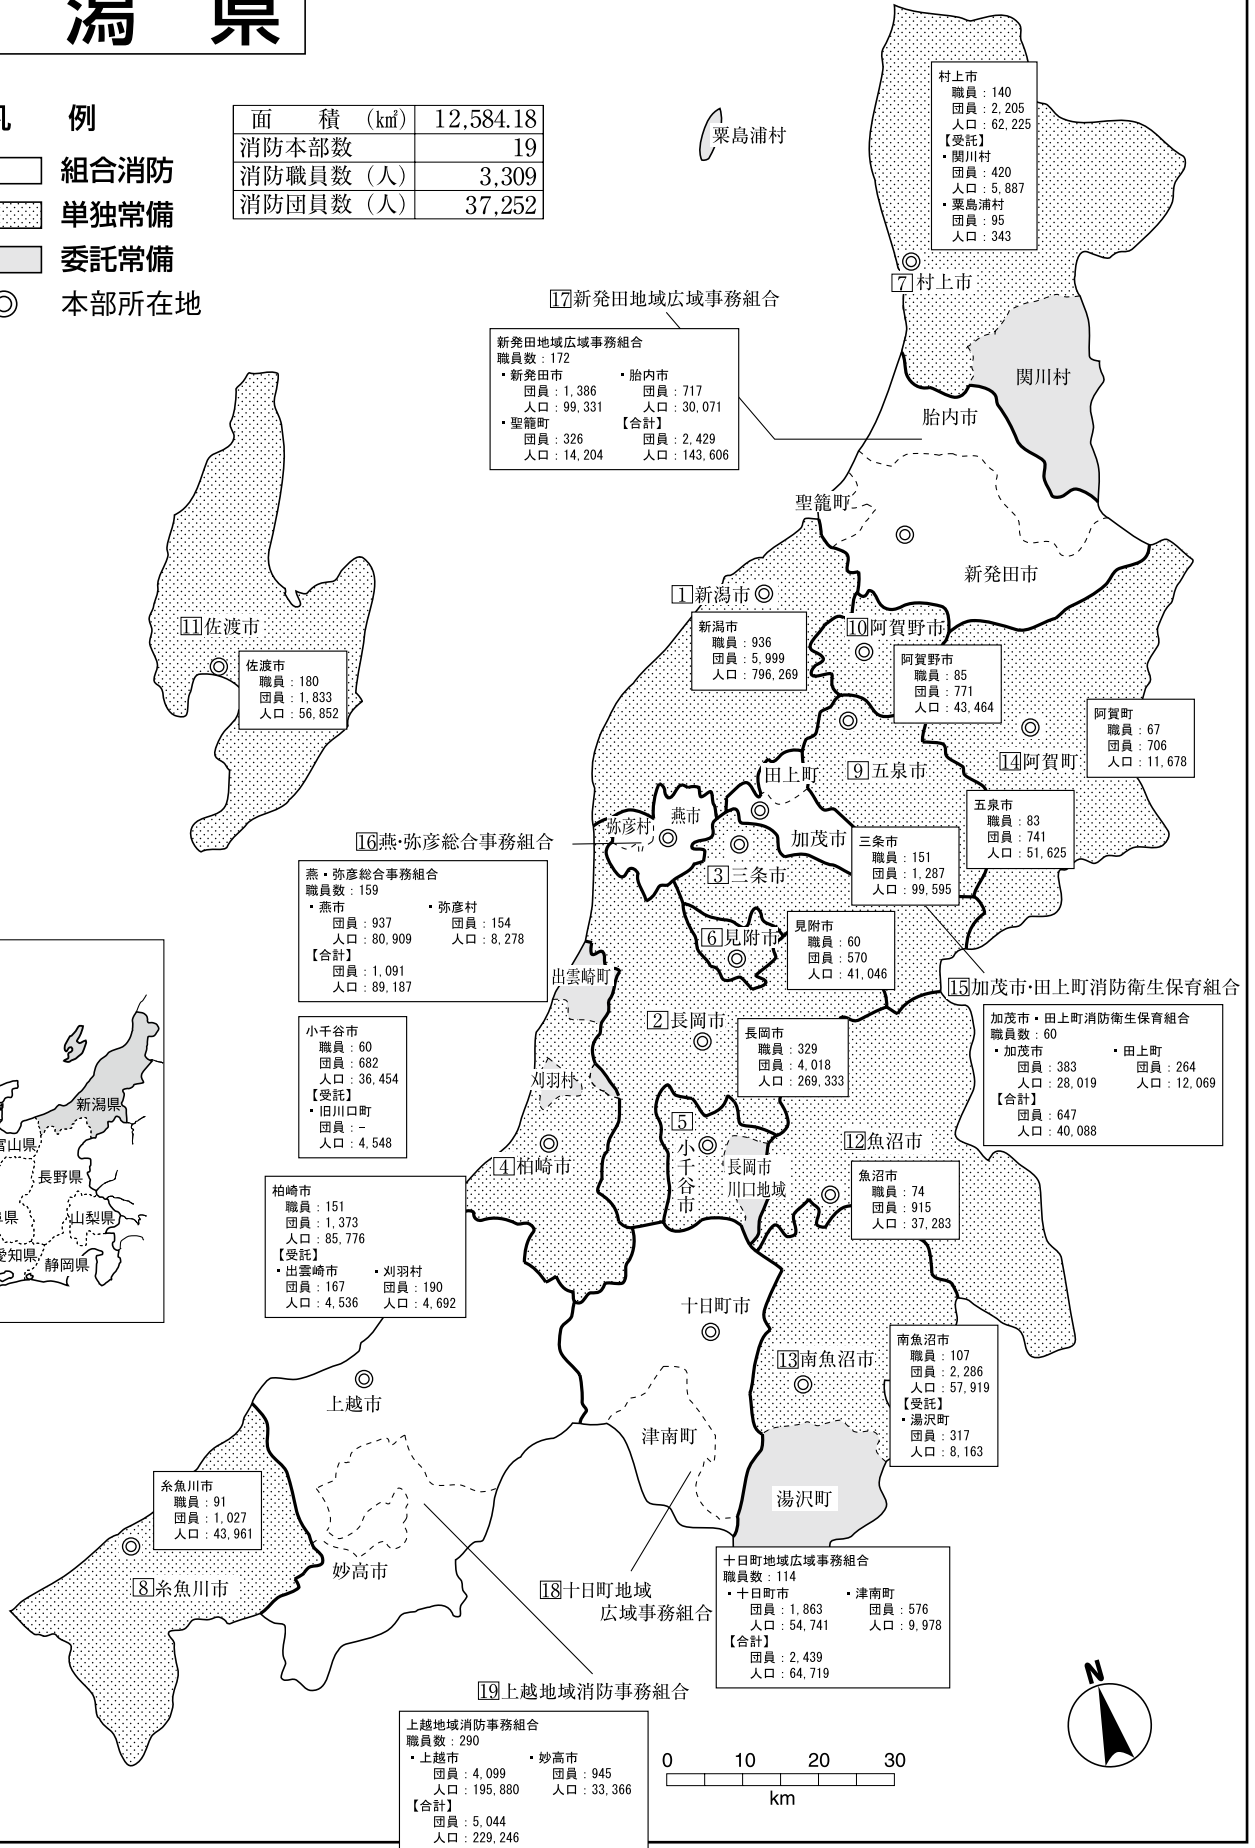 潟 県
例
組合消防
単独常備
委託常備
◎ 本部所在地
面 積 (k㎡) 12,584.18
消防本部数 19
消防職員数 (人) 3,309
消防団員数 (人) 37,252
粟島浦村
村上市
職員：140
団員：2,205
人口：62,225
【受託】
・関川村
団員：420
人口：5,887
・粟島浦村
団員：95
人口：343
7 村上市
関川村
17 新発田地域広域事務組合
新発田地域広域事務組合
職員数：172
・新発田市 ・胎内市
団員：1,386 団員：717
人口：99,331 人口：30,071
・聖籠町 【合計】
団員：326 団員：2,429
人口：14,204 人口：143,606
胎内市
聖籠町
新発田市
1 新潟市
新潟市
職員：936
団員：5,999
人口：796,269
10 阿賀野市
阿賀野市
職員：85
団員：771
人口：43,464
11 佐渡市
佐渡市
職員：180
団員：1,833
人口：56,852
阿賀町
職員：67
団員：706
人口：11,678
14 阿賀町
9 五泉市
五泉市
職員：83
団員：741
人口：51,625
田上町
加茂市
燕市
弥彦村
16 燕・弥彦総合事務組合
燕・弥彦総合事務組合
職員数：159
・燕市 ・弥彦村
団員：937 団員：154
人口：80,909 人口：8,278
【合計】
団員：1,091
人口：89,187
3 三条市
三条市
職員：151
団員：1,287
人口：99,595
6 見附市
見附市
職員：60
団員：570
人口：41,046
15 加茂市・田上町消防衛生保育組合
加茂市・田上町消防衛生保育組合
職員数：60
・加茂市 ・田上町
団員：383 団員：264
人口：28,019 人口：12,069
【合計】
団員：647
人口：40,088
出雲崎町
2 長岡市
長岡市
職員：329
団員：4,018
人口：269,333
小千谷市
職員：60
団員：682
人口：36,454
【受託】
・旧川口町
団員：-
人口：4,548
刈羽村
4 柏崎市
5
小千谷市
長岡市
川口地域
12 魚沼市
魚沼市
職員：74
団員：915
人口：37,283
柏崎市
職員：151
団員：1,373
人口：85,776
【受託】
・出雲崎市 ・刈羽村
団員：167 団員：190
人口：4,536 人口：4,692
新潟県
富山県
長野県
県
山梨県
愛知県
静岡県
十日町市
13 南魚沼市
南魚沼市
職員：107
団員：2,286
人口：57,919
【受託】
・湯沢町
団員：317
人口：8,163
上越市
津南町
湯沢町
糸魚川市
職員：91
団員：1,027
人口：43,961
8 糸魚川市
妙高市
18 十日町地域
広域事務組合
十日町地域広域事務組合
職員数：114
・十日町市 ・津南町
団員：1,863 団員：576
人口：54,741 人口：9,978
【合計】
団員：2,439
人口：64,719
19 上越地域消防事務組合
上越地域消防事務組合
職員数：290
・上越市 ・妙高市
団員：4,099 団員：945
人口：195,880 人口：33,366
【合計】
団員：5,044
人口：229,246
0 10 20 30
km
N